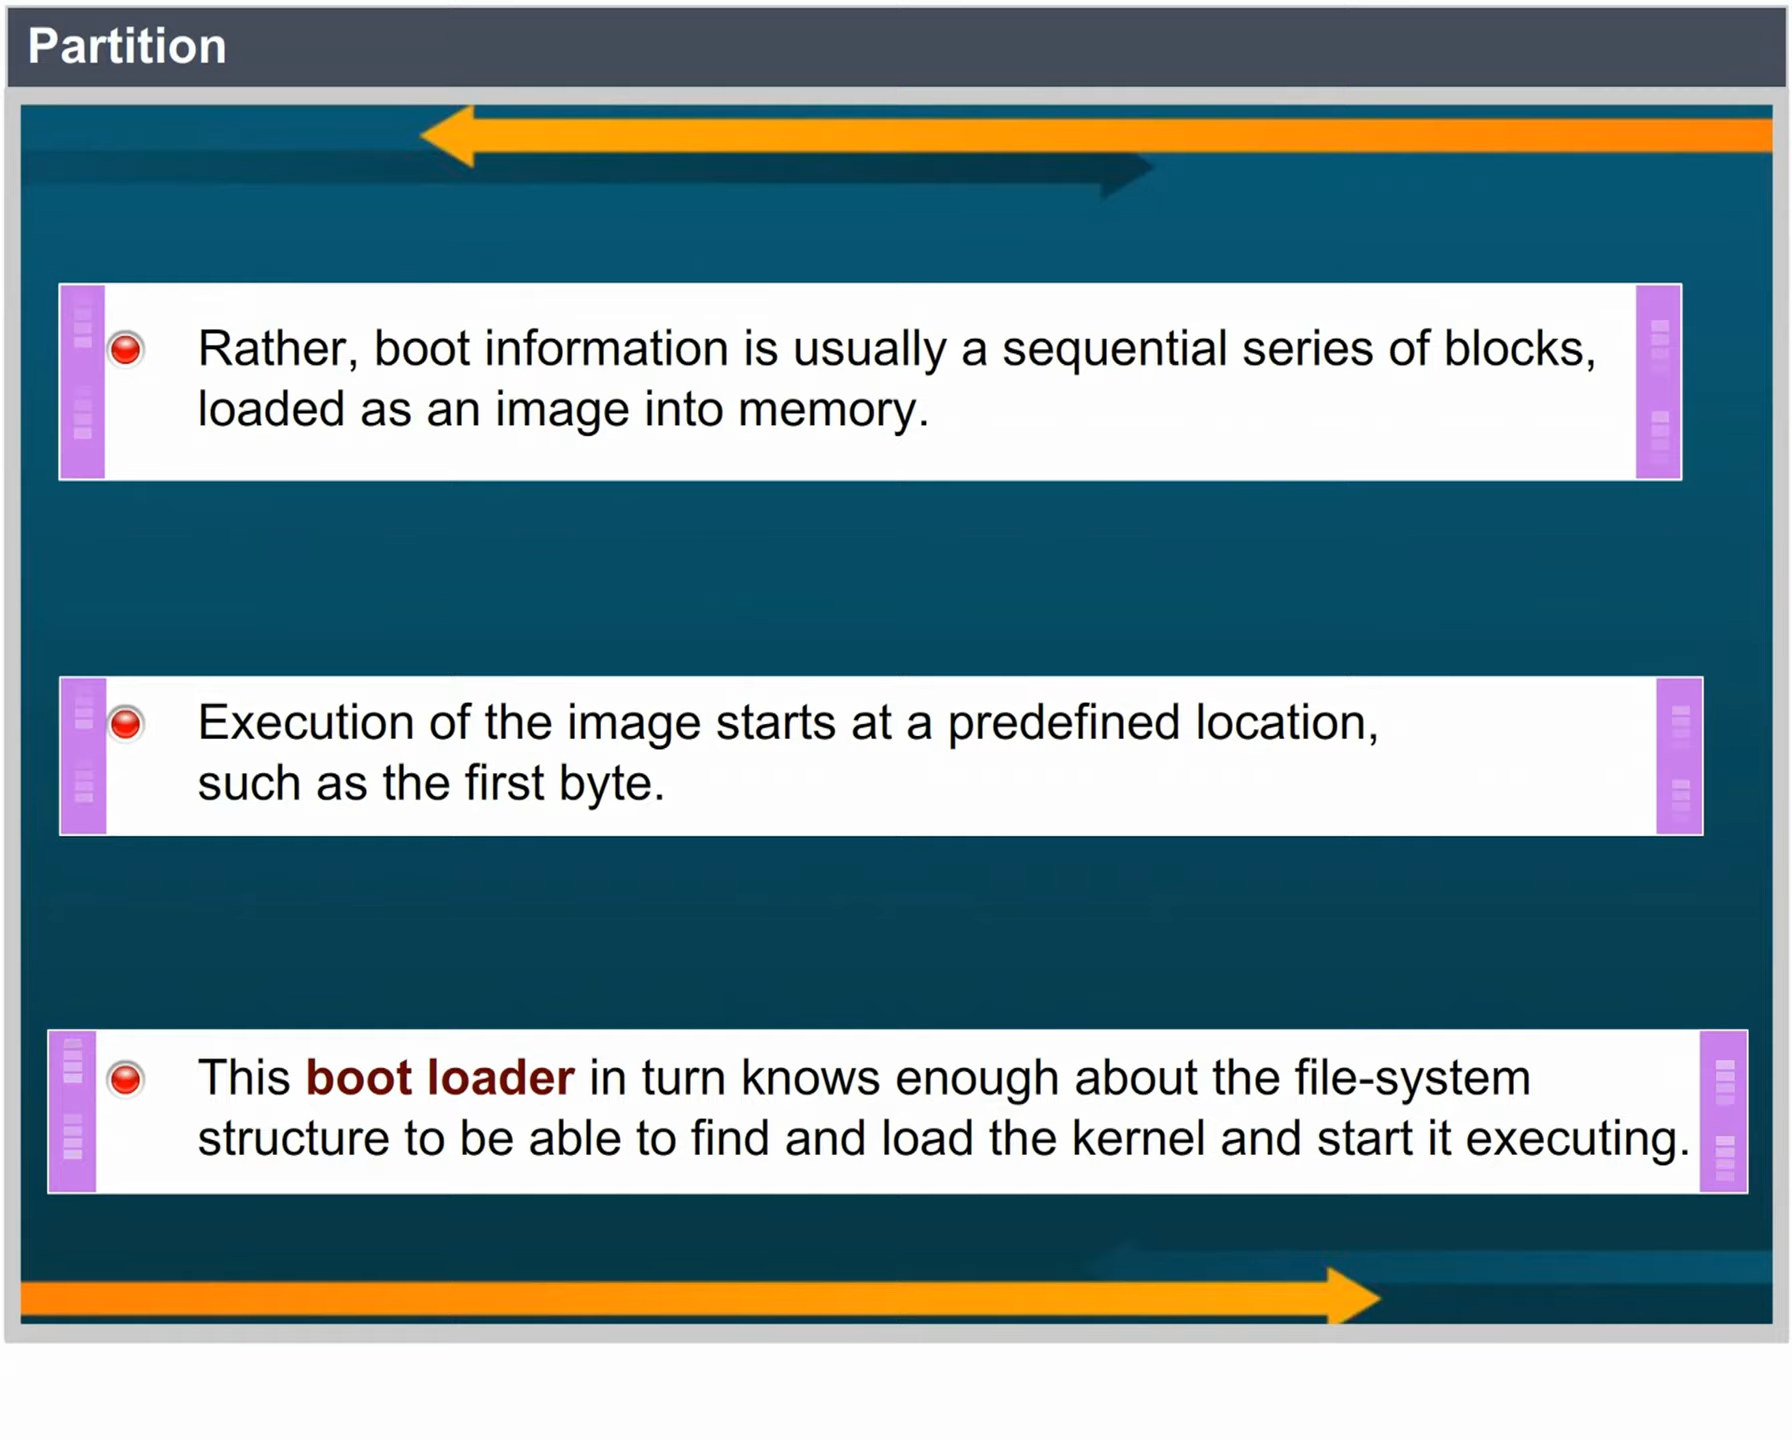 Partition
Rather, boot information is usually a sequential series of blocks,
loaded as an image into memory.
Execution of the image starts at a predefined location,
such as the first byte.
This boot loader in turn knows enough about the file-system
structure to be able to find and load the kernel and start it executing.